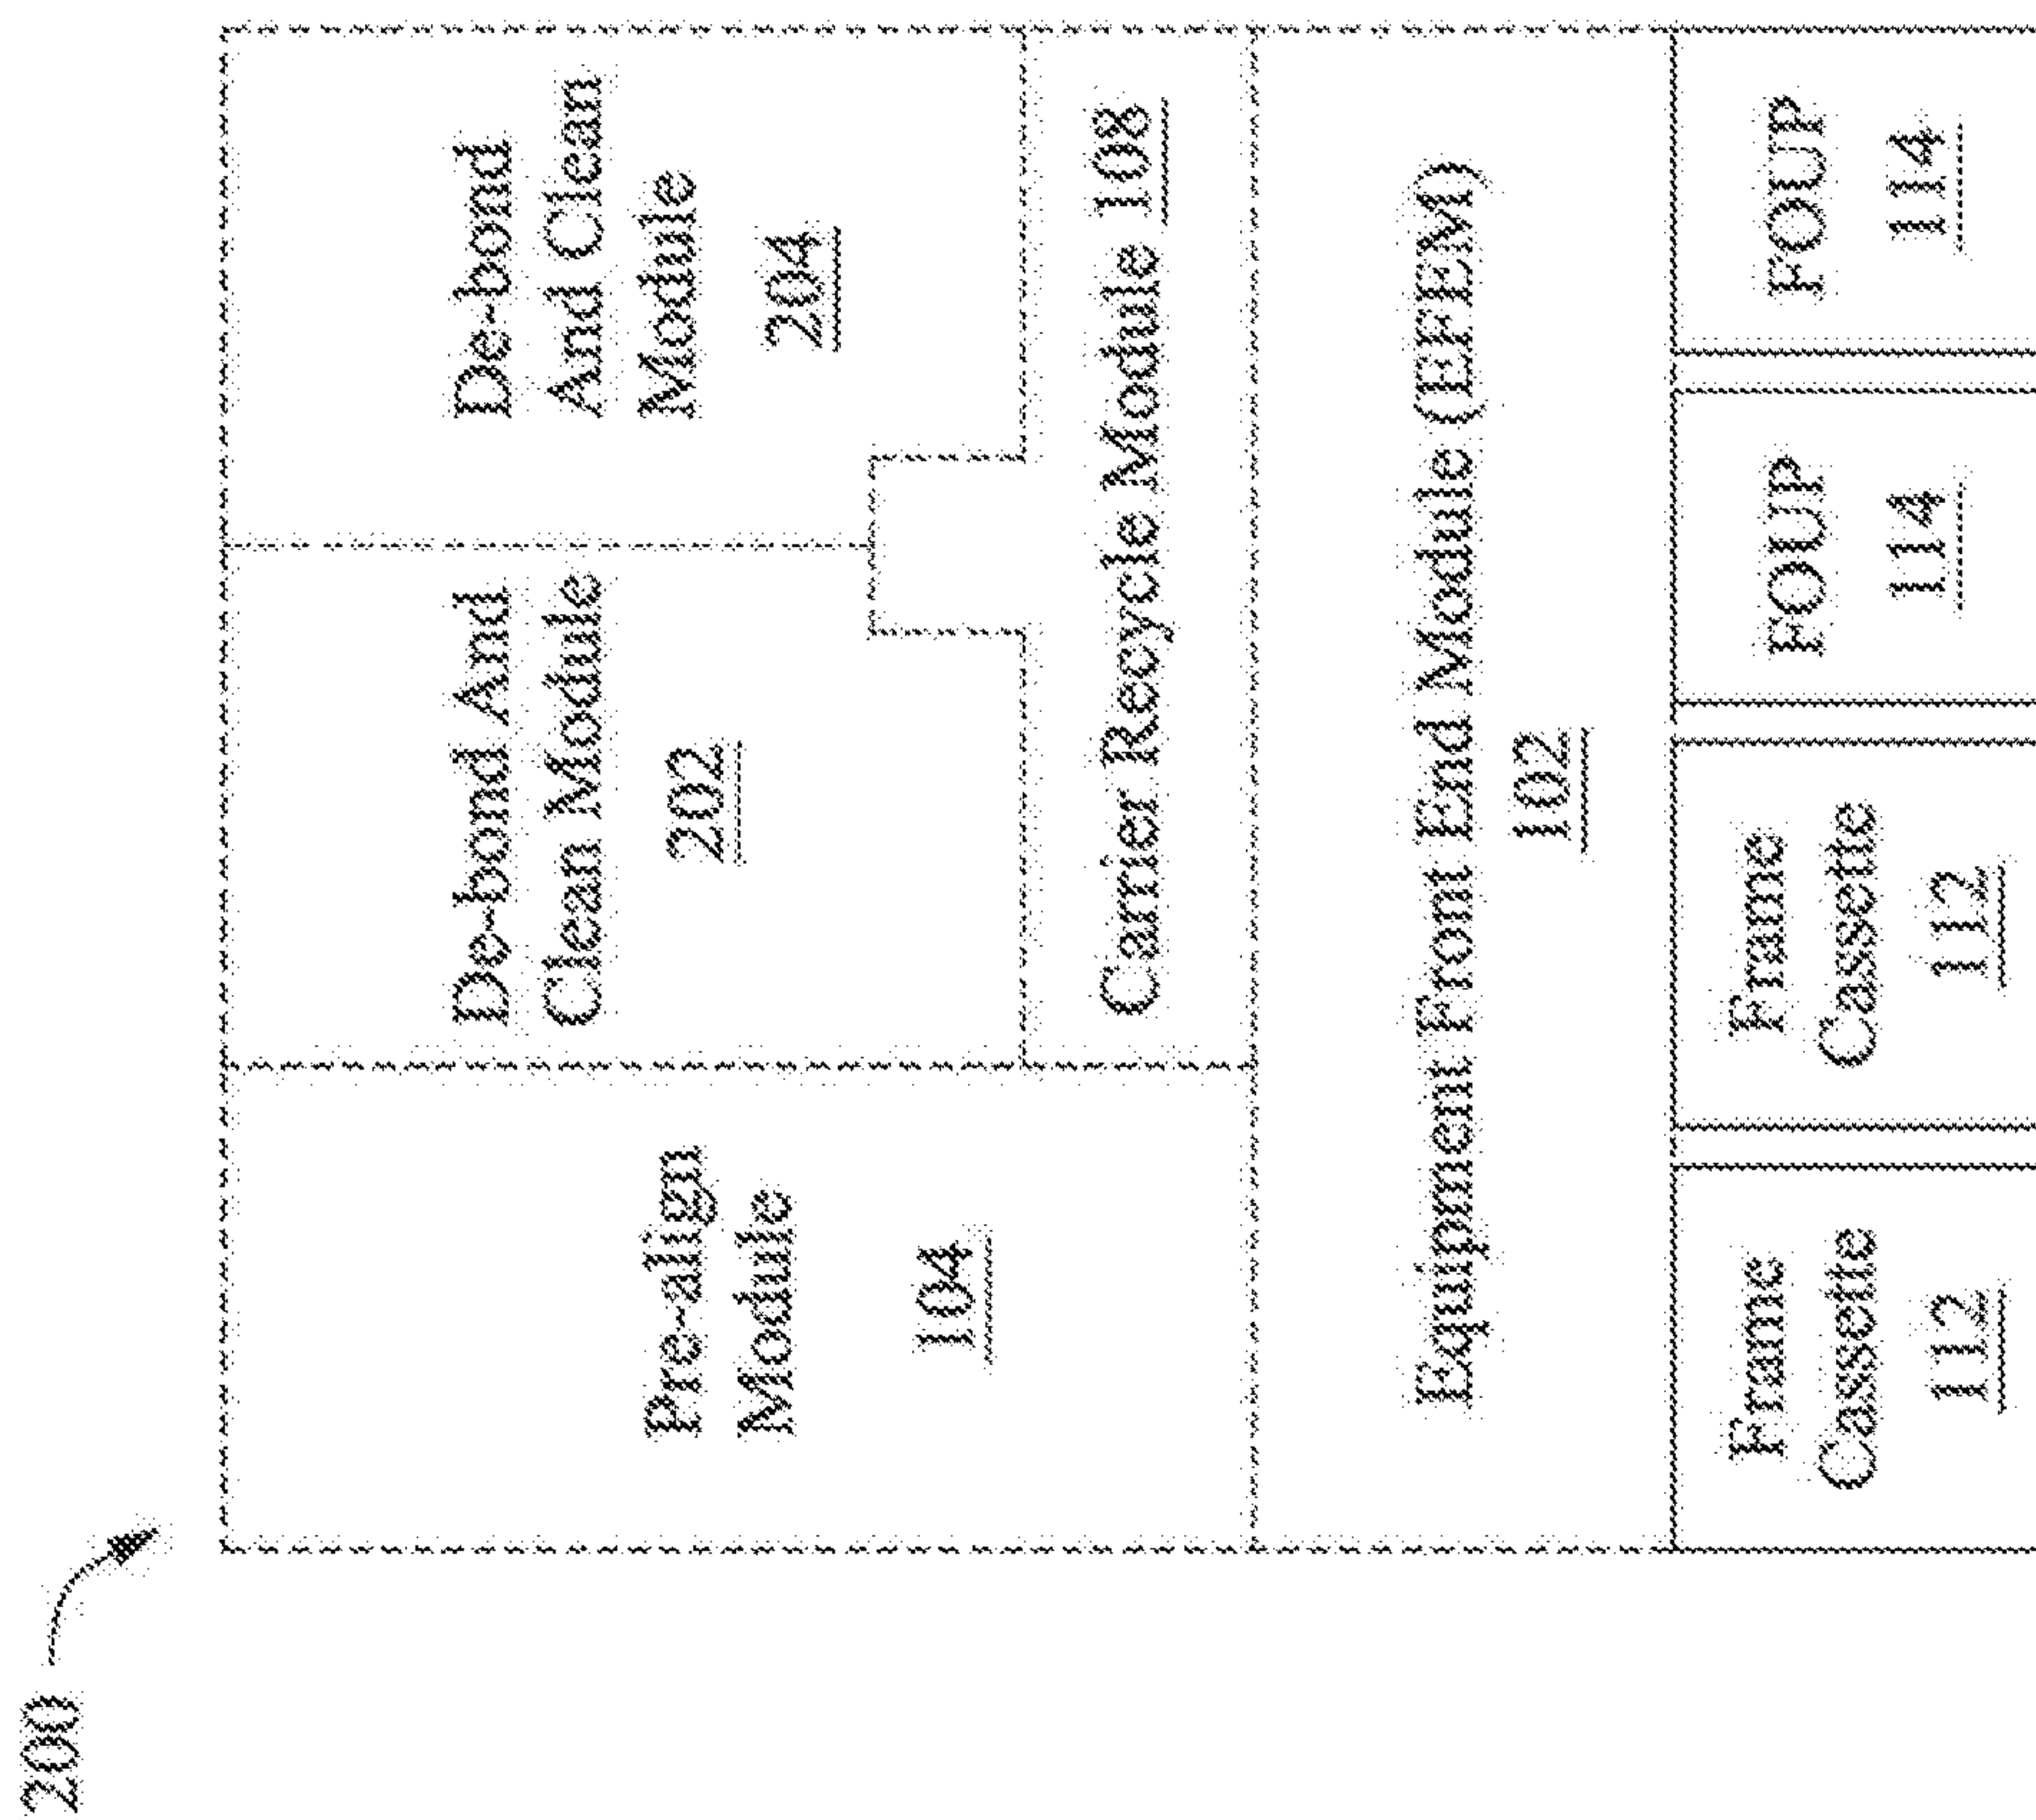 200
Pre-align
Module
104
De-bond And
Clean Module
202
De-bond
And Clean
Module
204
Carrier Recycle Module 108
Equipment Front End Module (EFEM)
102
Frame
Cassette
112
Frame
Cassette
112
FOUP
114
FOUP
114